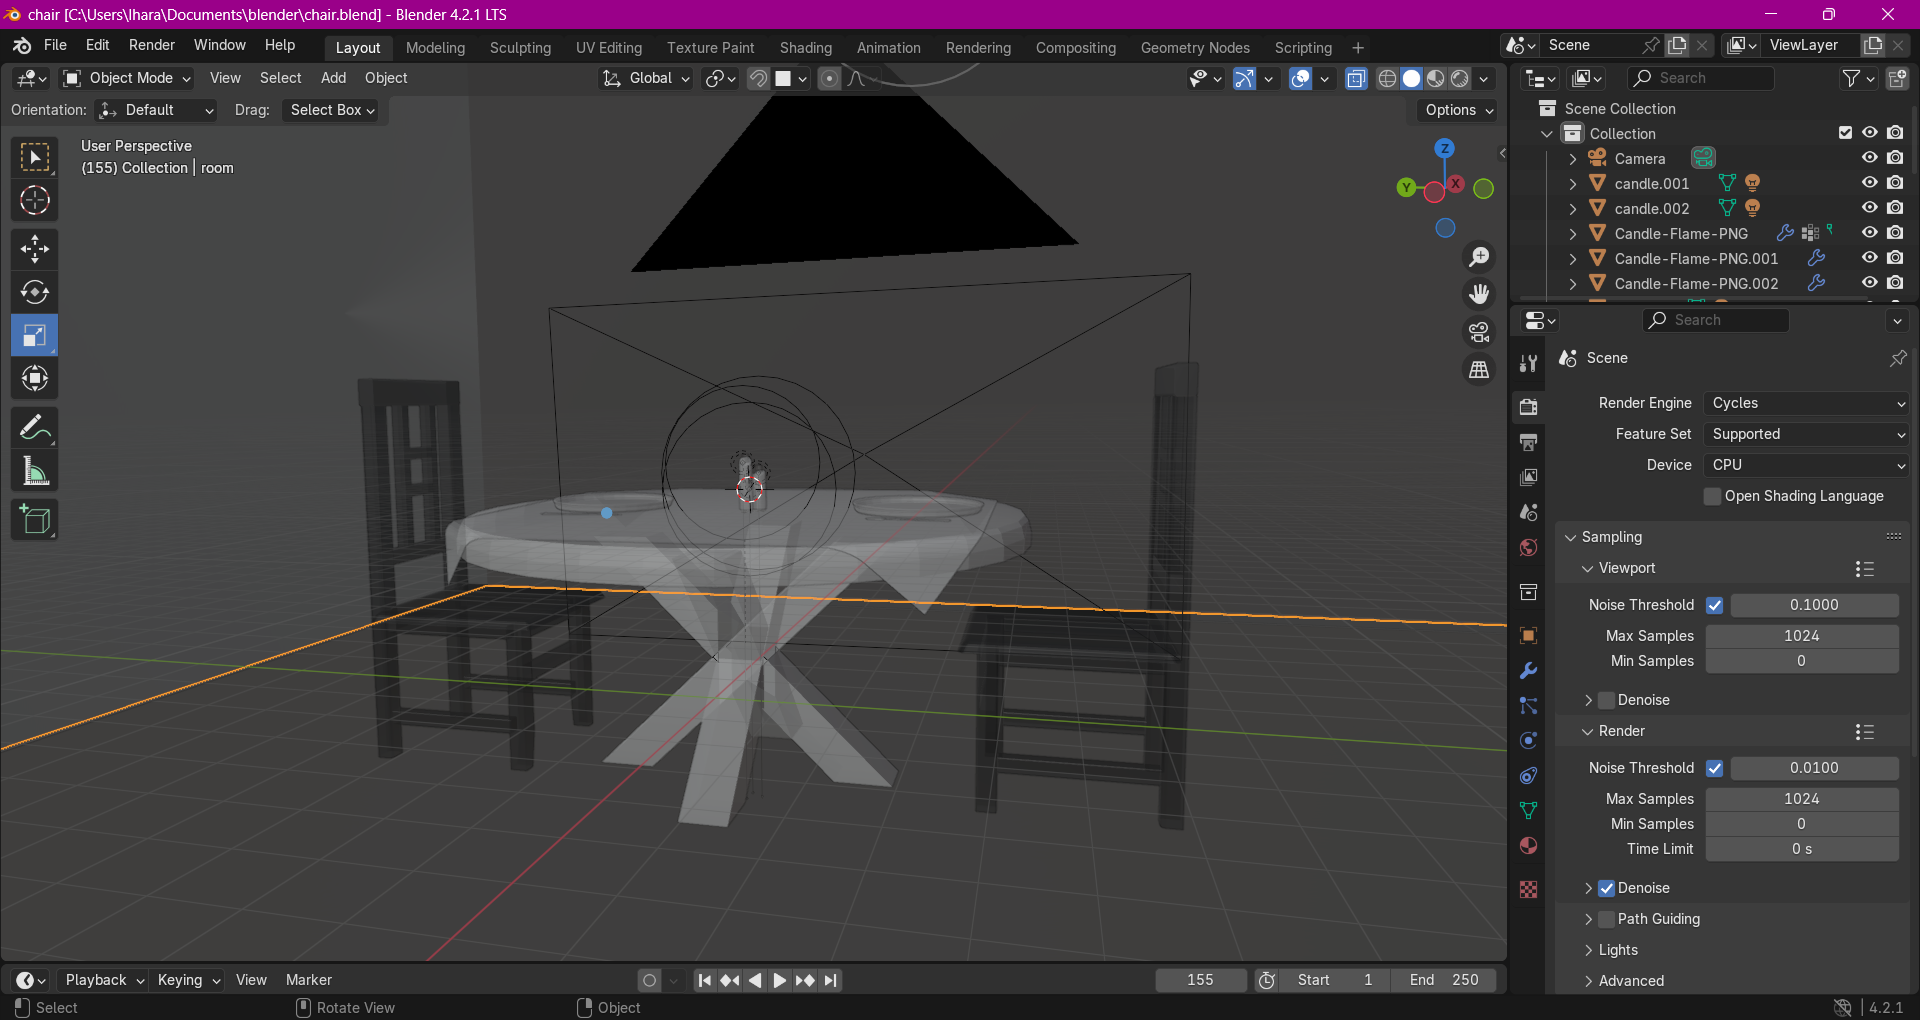 chair [C:\Users\lhara\Documents\blender\chair.blend] - Blender 4.2.1 LTS
File Edit Render Window Help Layout Modeling Sculpting UV Editing Texture Paint Shading Animation Rendering Compositing Geometry Nodes Scripting + Scene ViewLayer
Object Mode View Select Add Object Global Search
Orientation: Default Drag: Select Box Options
User Perspective
(155) Collection | room
Z
Y X
Scene Collection
Collection
Camera
candle.001
candle.002
Candle-Flame-PNG
Candle-Flame-PNG.001
Candle-Flame-PNG.002
Search
Scene
Render Engine Cycles
Feature Set Supported
Device CPU
Open Shading Language
Sampling
Viewport
Noise Threshold 0.1000
Max Samples 1024
Min Samples 0
Denoise
Render
Noise Threshold 0.0100
Max Samples 1024
Min Samples 0
Time Limit 0 s
Denoise
Path Guiding
Lights
Advanced
Playback Keying View Marker 155 Start 1 End 250
Select Rotate View Object 4.2.1